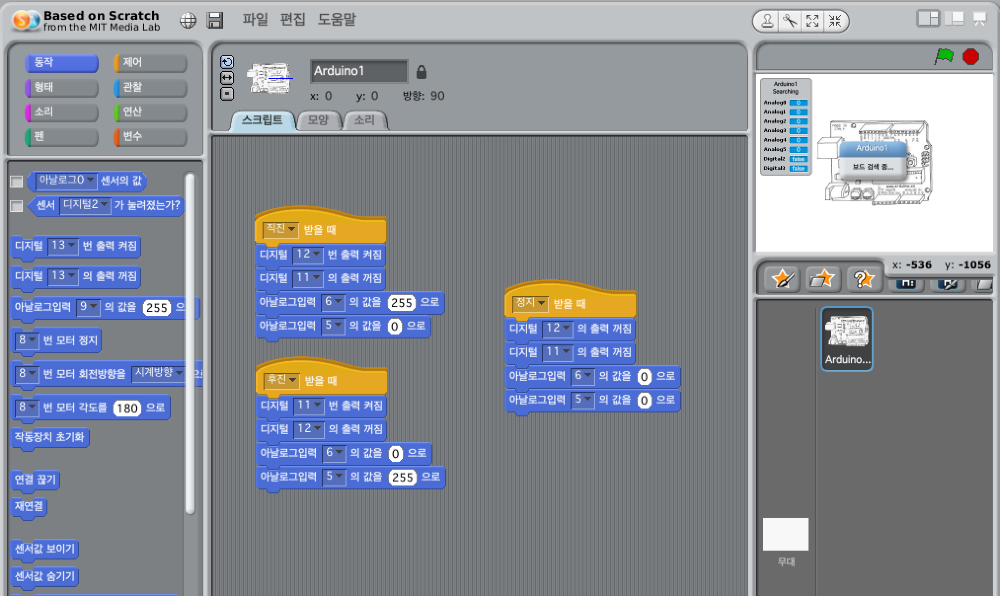 Based on Scratch
from the MIT Media Lab
파일 편집 도움말
동작 제어
형태 관찰
소리 연산
펜 변수
아날로그0 센서의 값
센서 디지털2 가 눌려졌는가?
디지털 13 번 출력 켜짐
디지털 13 의 출력 꺼짐
아날로그입력 9 의 값을 255 으
8 번 모터 정지
8 번 모터 회전방향을 시계방향 으
8 번 모터 각도를 180 으로
작동장치 초기화
연결 끊기
재연결
센서값 보이기
센서값 숨기기
Arduino1
x: 0 y: 0 방향: 90
스크립트 모양 소리
직진 받을 때
디지털 12 번 출력 켜짐
디지털 11 의 출력 꺼짐
아날로그입력 6 의 값을 255 으로
아날로그입력 5 의 값을 0 으로
후진 받을 때
디지털 11 번 출력 켜짐
디지털 12 의 출력 꺼짐
아날로그입력 6 의 값을 0 으로
아날로그입력 5 의 값을 255 으로
정지 받을 때
디지털 12 의 출력 꺼짐
디지털 11 의 출력 꺼짐
아날로그입력 6 의 값을 0 으로
아날로그입력 5 의 값을 0 으로
Arduino1
Searching
Analog0 0
Analog1 0
Analog2 0
Analog3 0
Analog4 0
Analog5 0
Digital2 false
Digital3 false
Arduino1
보드 검색 중...
x: -536 y: -1056
Arduino...
무대